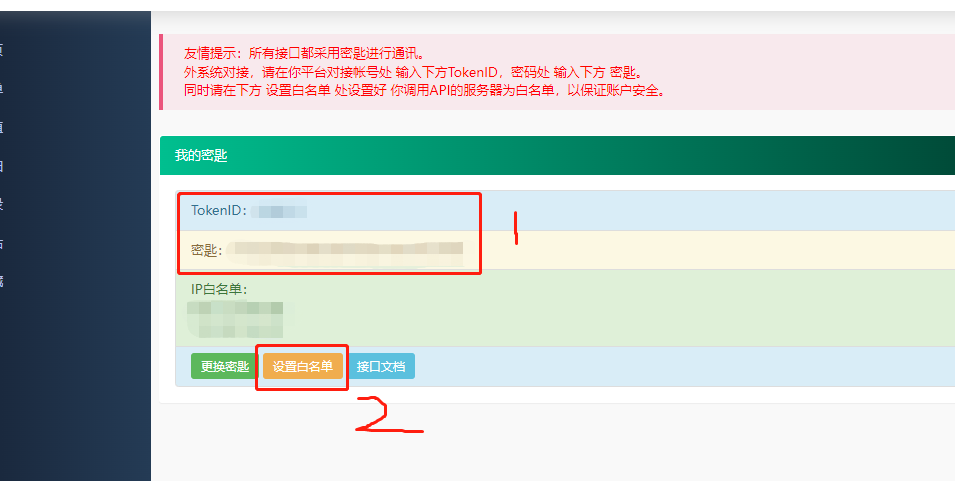 友情提示：所有接口都采用密匙进行通讯。
外系统对接，请在你平台对接帐号处 输入下方TokenID，密码处 输入下方 密匙。
同时请在下方 设置白名单 处设置好 你调用API的服务器为白名单，以保证账户安全。
我的密匙
TokenID：
1
密匙：
IP白名单：
更换密匙 设置白名单 接口文档
2